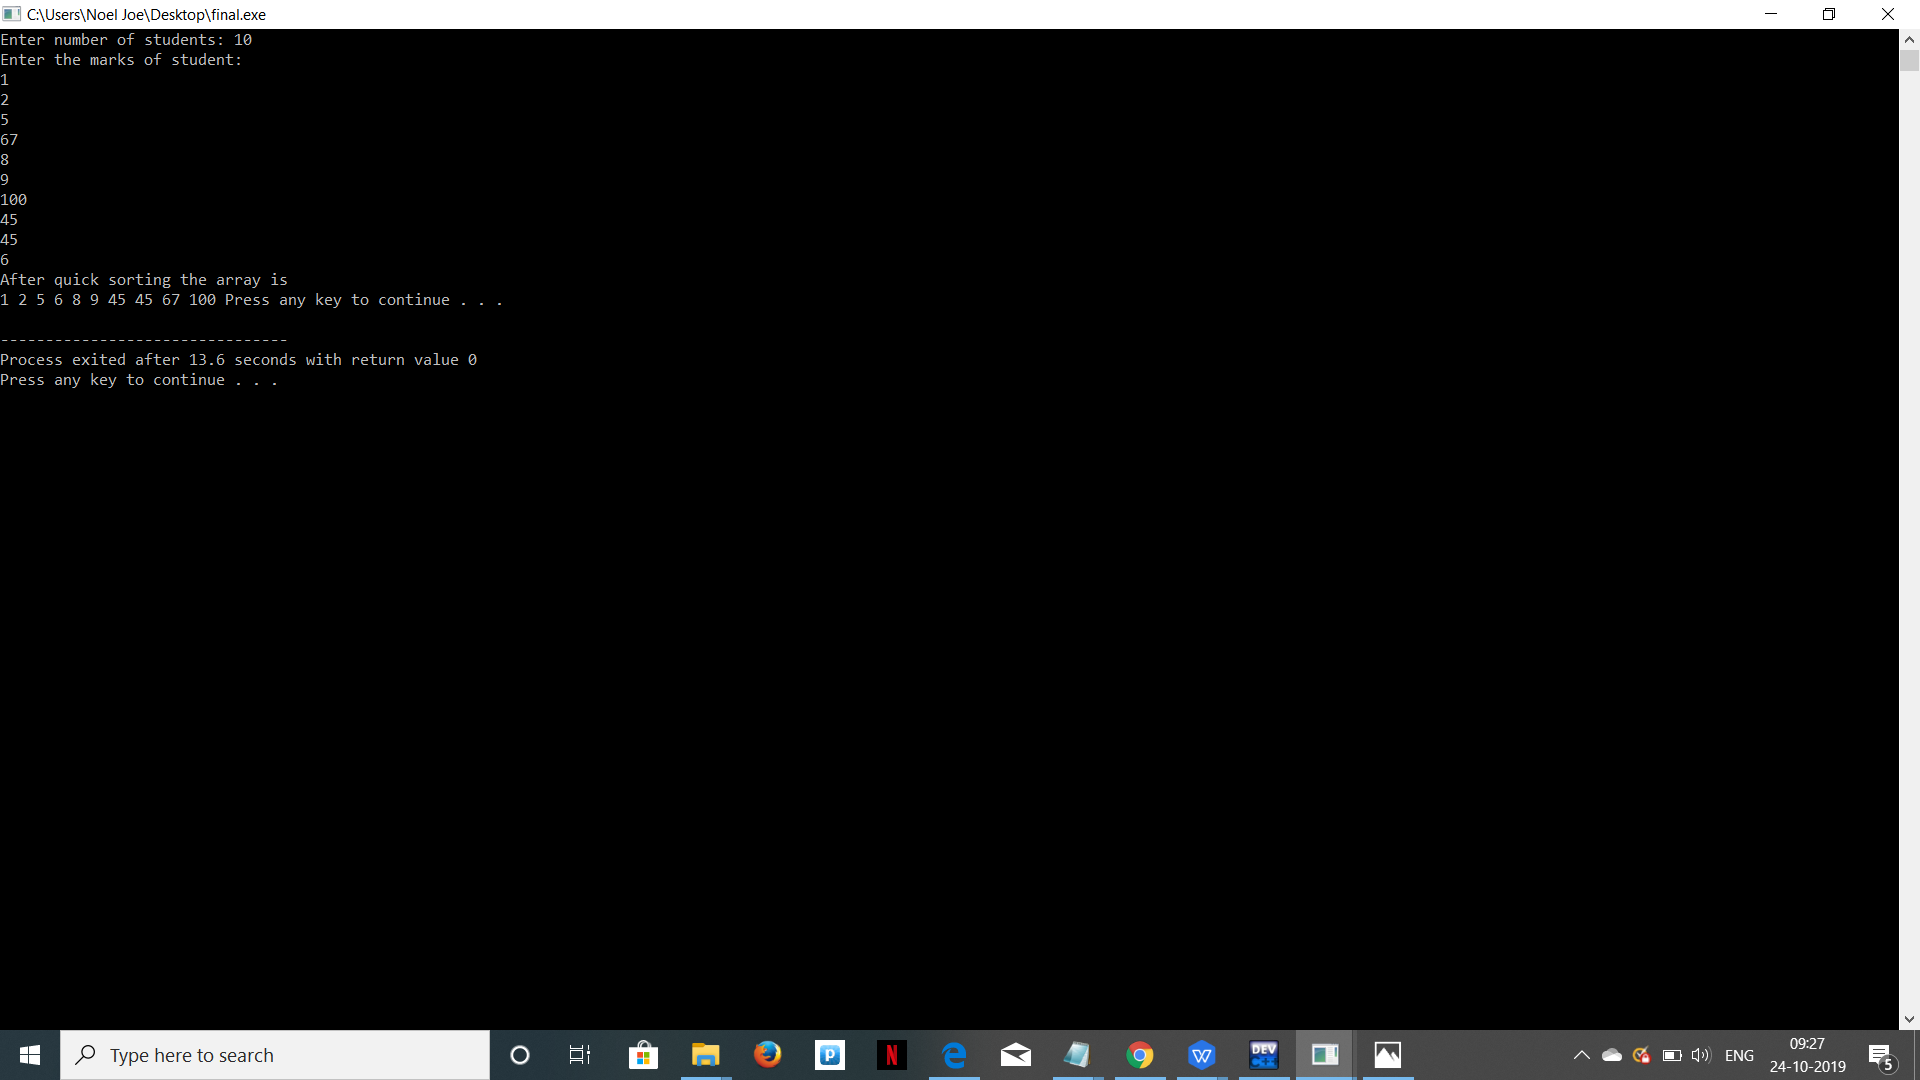 C:\Users\Noel Joe\Desktop\final.exe
Enter number of students: 10
Enter the marks of student:
1
2
5
67
8
9
100
45
45
6
After quick sorting the array is
1 2 5 6 8 9 45 45 67 100 Press any key to continue . . .
--------------------------------
Process exited after 13.6 seconds with return value 0
Press any key to continue . . .
Type here to search
P
N
W
DEV
C++
ENG
09:27
24-10-2019
5